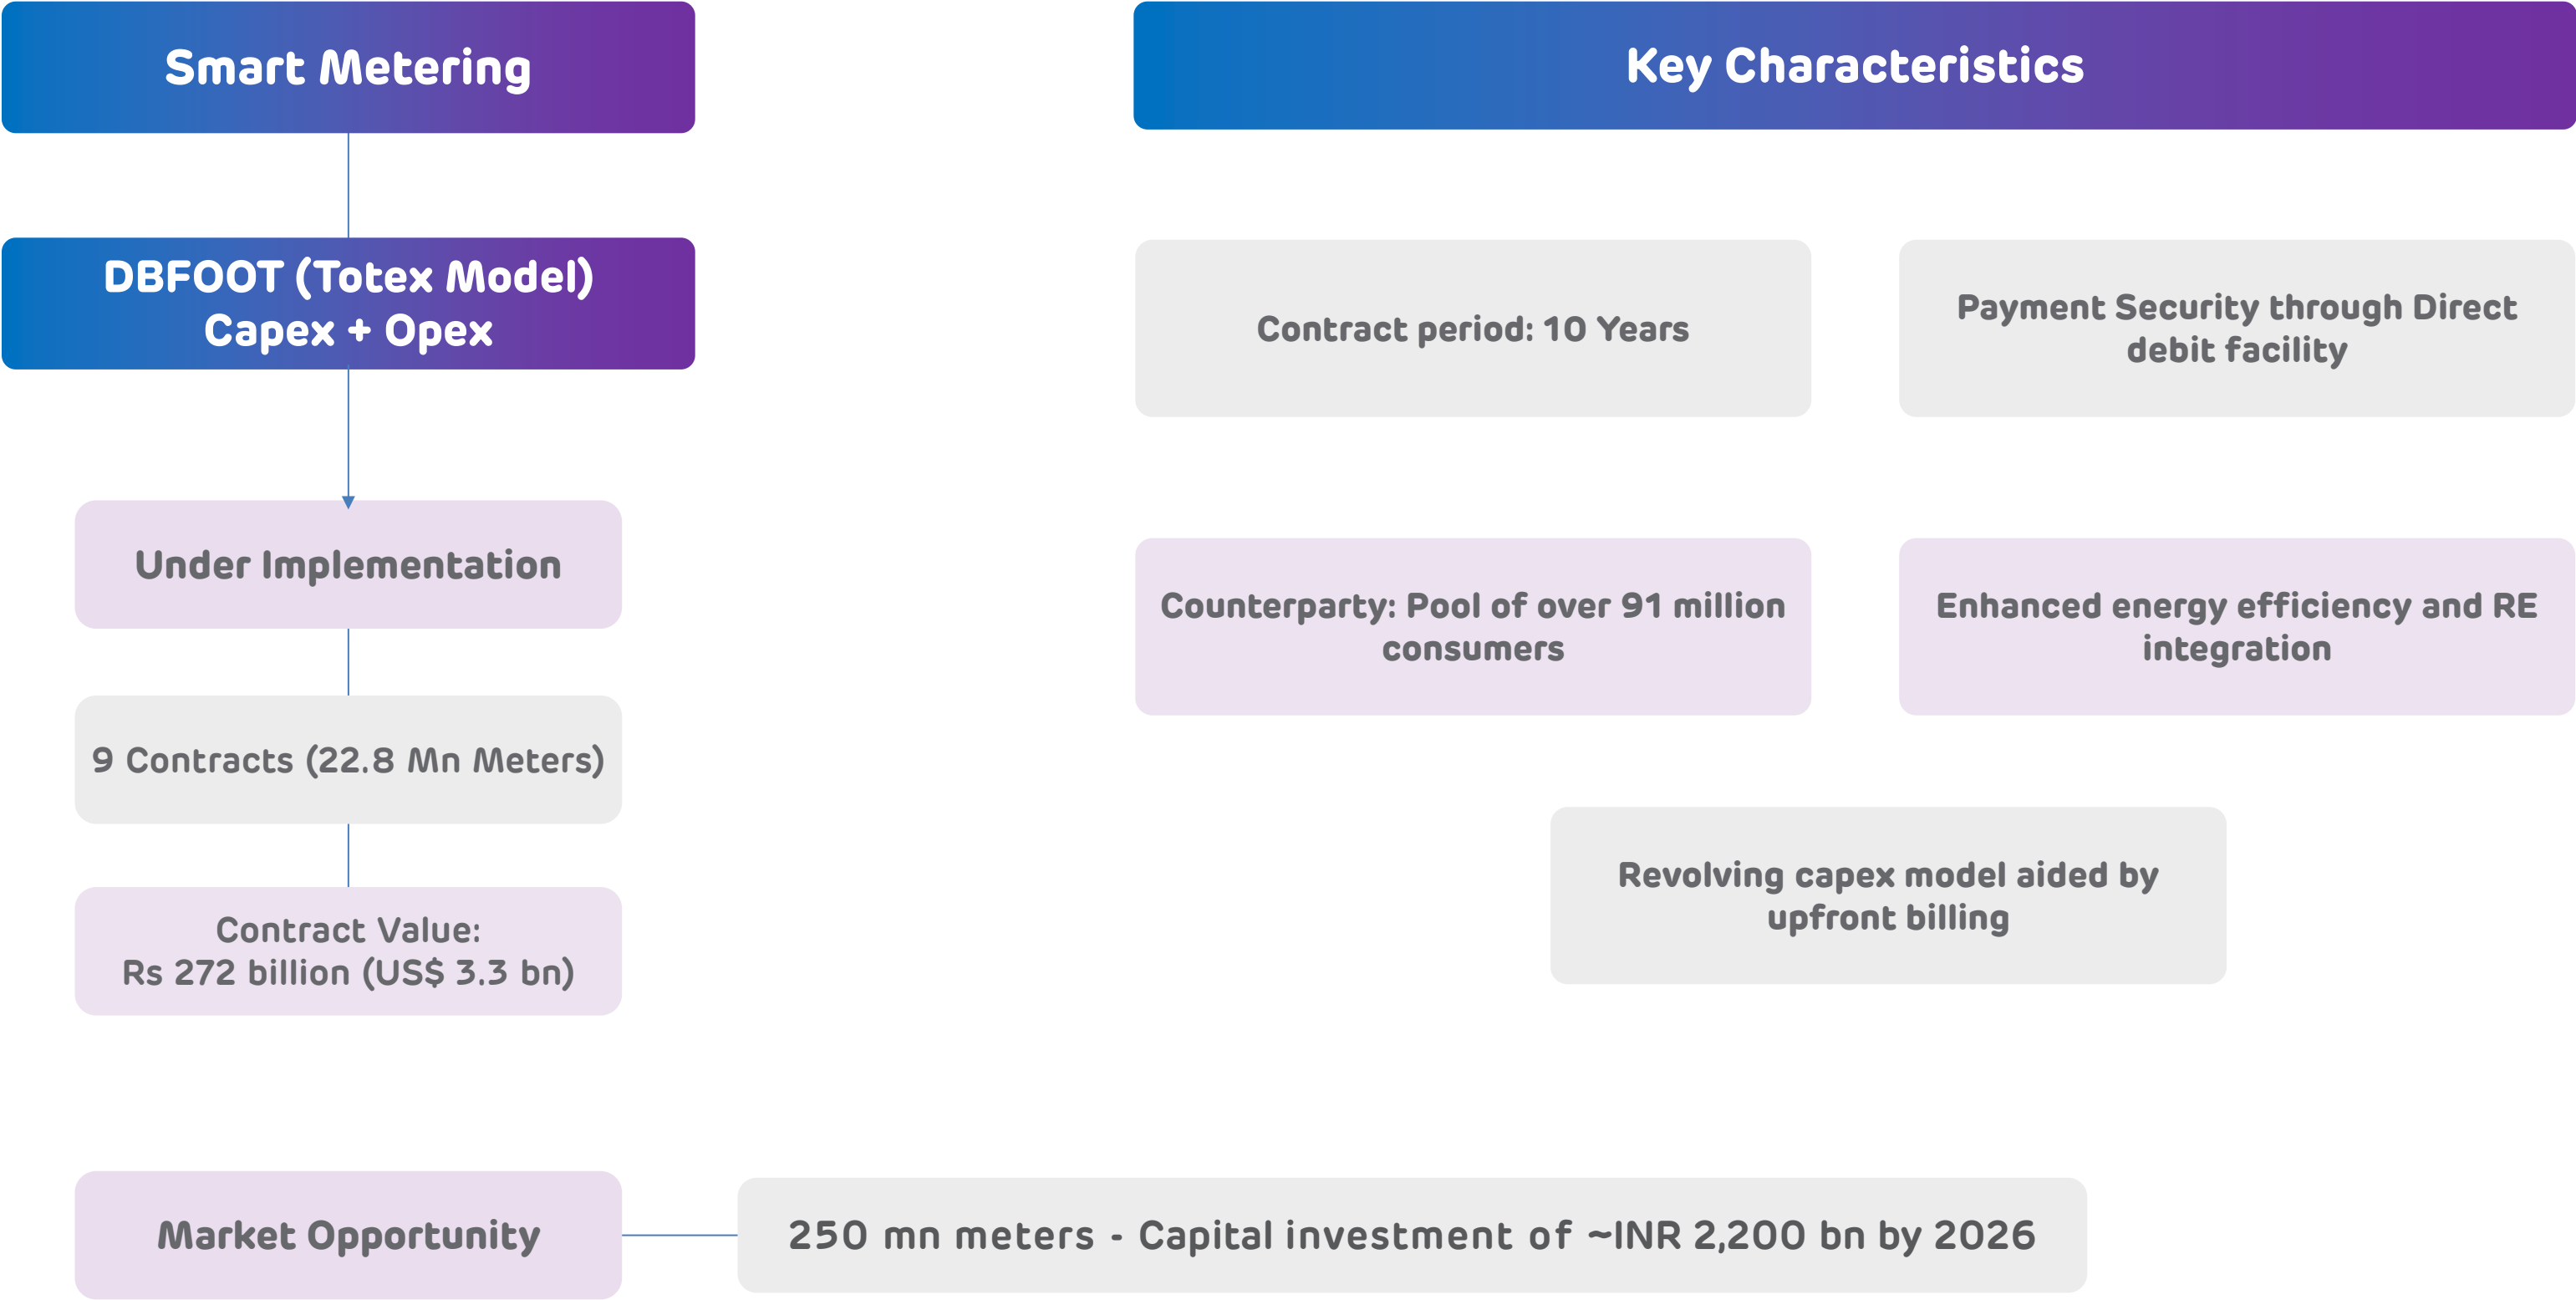 Smart Metering
DBFOOT (Totex Model)
Capex + Opex
Under Implementation
9 Contracts (22.8 Mn Meters)
Contract Value:
Rs 272 billion (US$ 3.3 bn)
Key Characteristics
Contract period: 10 Years
Payment Security through Direct
debit facility
Counterparty: Pool of over 91 million
consumers
Enhanced energy efficiency and RE
integration
Revolving capex model aided by
upfront billing
Market Opportunity
250 mn meters - Capital investment of ~INR 2,200 bn by 2026